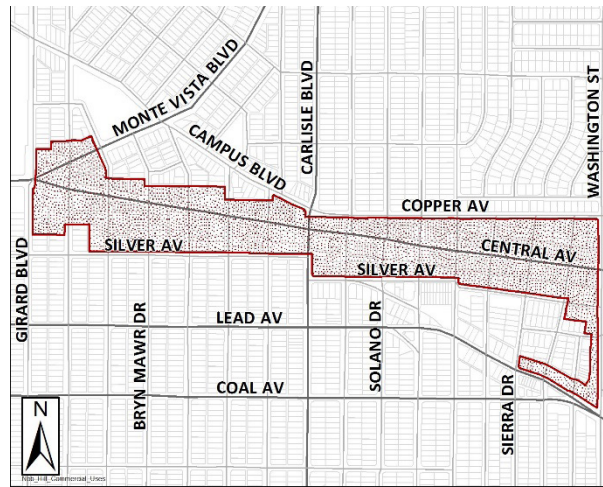 MONTE VISTA BLVD
CARLISLE BLVD
WASHINGTON ST
CAMPUS BLVD
COPPER AV
CENTRAL AV
SILVER AV
SILVER AV
GIRARD BLVD
BRYN MAWR DR
LEAD AV
SOLANO DR
COAL AV
SIERRA DR
N
Nob_Hill_Commercial_Uses